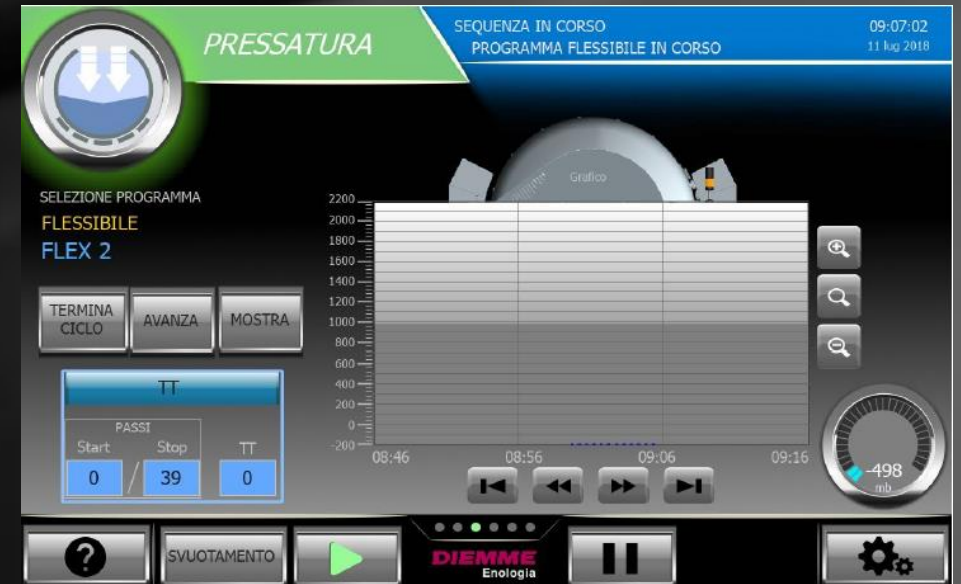 PRESSATURA
SEQUENZA IN CORSO
PROGRAMMA FLESSIBILE IN CORSO
09:07:02
11 lug 2018
SELEZIONE PROGRAMMA
FLESSIBILE
FLEX 2
TERMINA
CICLO
AVANZA
MOSTRA
TT
PASSI
Start
Stop
TT
0 / 39
0
Grafico
2200
2000
1800
1600
1400
1200
1000
800
600
400
200
0
-200
08:46
08:56
09:06
09:16
-498
mb
?
SVUOTAMENTO
DIEMME
Enologia